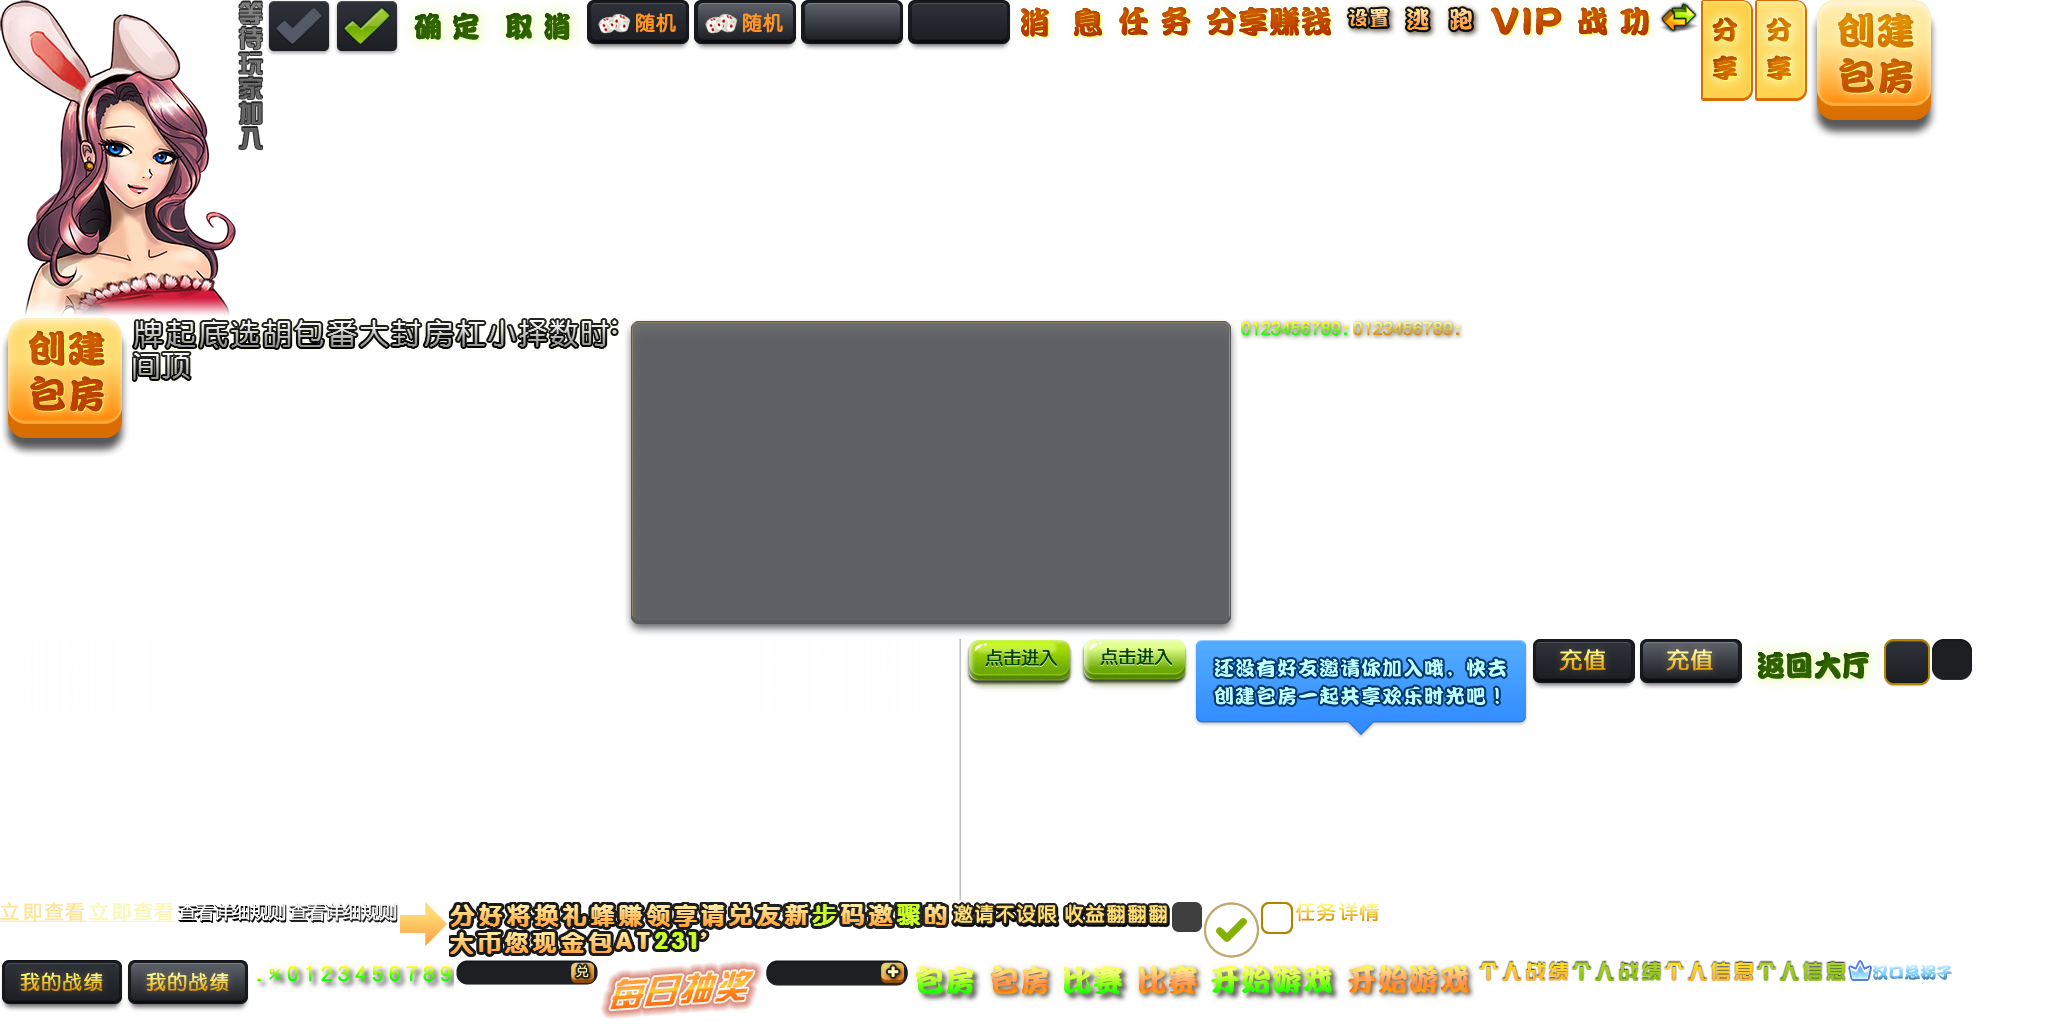 等待玩家加入
确定
取消
随机
随机
消息
任务
分享赚钱
设置
逃跑
VIP
战功
分享
分享
创建
包房
创建
包房
牌起底选胡包番大封房杠小择数时:
间顶
0123456789:
0123456789:
点击进入
点击进入
还没有好友邀请你加入哦，快去
创建包房一起共享欢乐时光吧！
充值
充值
返回大厅
立即查看
立即查看
查看详细规则
查看详细规则
分好将换礼蜂赚领享请兑友新步码邀骤的
大币您现金包AT231'
邀请不设限 收益翻翻翻
任务详情
我的战绩
我的战绩
.%0123456789
兑
每日抽奖
包房
包房
比赛
比赛
开始游戏
开始游戏
个人战绩
个人战绩
个人信息
个人信息